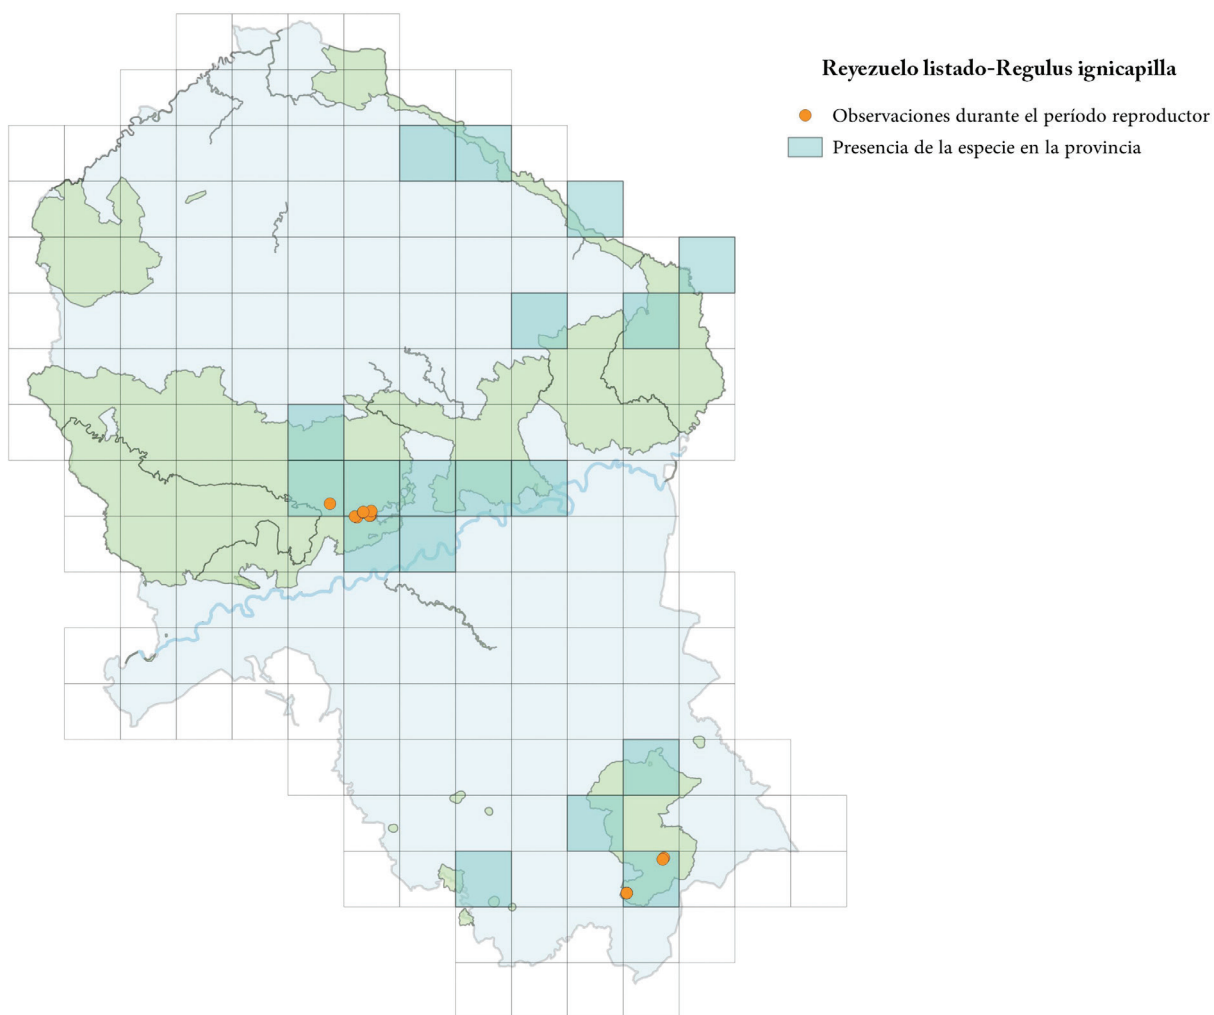 Reyezuelo listado-Regulus ignicapilla
Observaciones durante el período reproductor
Presencia de la especie en la provincia